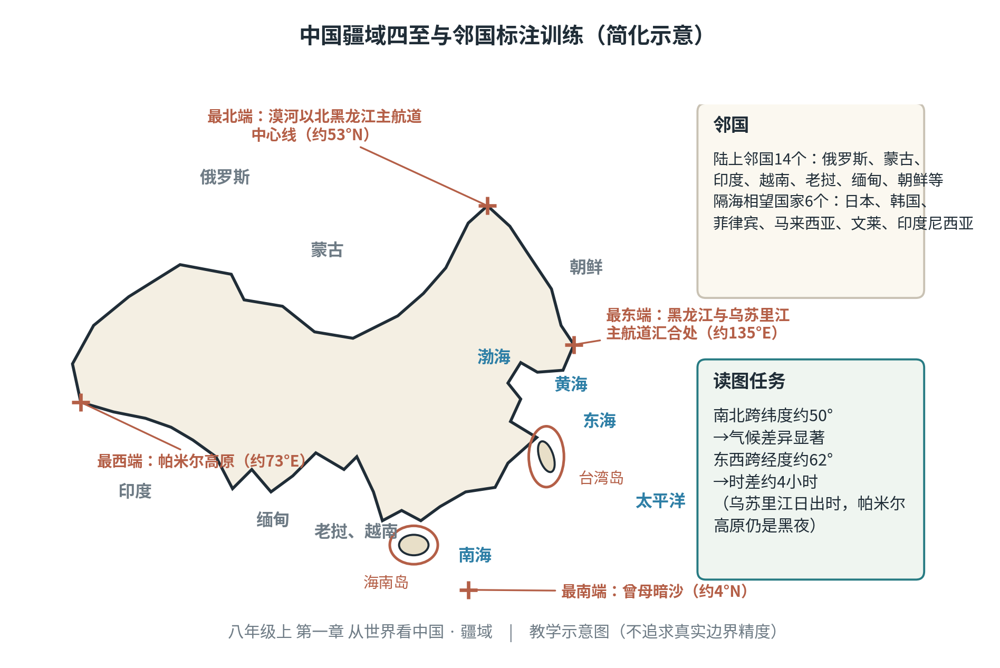 中国疆域四至与邻国标注训练（简化示意）
最北端：漠河以北黑龙江主航道
中心线（约53°N）
俄罗斯
蒙古
朝鲜
邻国
陆上邻国14个：俄罗斯、蒙古、
印度、越南、老挝、缅甸、朝鲜等
隔海相望国家6个：日本、韩国、
菲律宾、马来西亚、文莱、印度尼西亚
最东端：黑龙江与乌苏里江
主航道汇合处（约135°E）
渤海
黄海
东海
最西端：帕米尔高原（约73°E）
印度
缅甸
老挝、越南
台湾岛
太平洋
南海
海南岛
最南端：曾母暗沙（约4°N）
读图任务
南北跨纬度约50°
→气候差异显著
东西跨经度约62°
→时差约4小时
（乌苏里江日出时，帕米尔
高原仍是黑夜）
八年级上 第一章 从世界看中国 · 疆域 | 教学示意图（不追求真实边界精度）